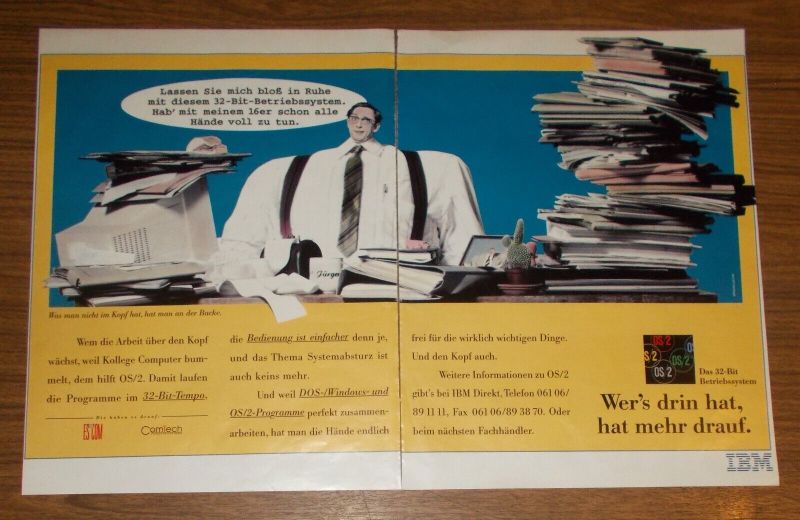 Lassen Sie mich bloß in Ruhe
mit diesem 32-Bit-Betriebssystem.
Hab' mit meinem 16er schon alle
Hände voll zu tun.
Jürgen
Was man nicht im Kopf hat, hat man an der Backe.
Wem die Arbeit über den Kopf
wächst, weil Kollege Computer bum-
melt, dem hilft OS/2. Damit laufen
die Programme im 32-Bit-Tempo,
Wir haben es drauf:
ESCOM Comtech
die Bedienung ist einfacher denn je,
und das Thema Systemabsturz ist
auch keins mehr.
Und weil DOS-/Windows- und
OS/2-Programme perfekt zusammen-
arbeiten, hat man die Hände endlich
frei für die wirklich wichtigen Dinge.
Und den Kopf auch.
Weitere Informationen zu OS/2
gibt's bei IBM Direkt, Telefon 061 06/
89 11 11, Fax 061 06/89 38 70. Oder
beim nächsten Fachhändler.
OS/2
S/2 OS/2
OS/2
Das 32-Bit
Betriebssystem
Wer's drin hat,
hat mehr drauf.
IBM